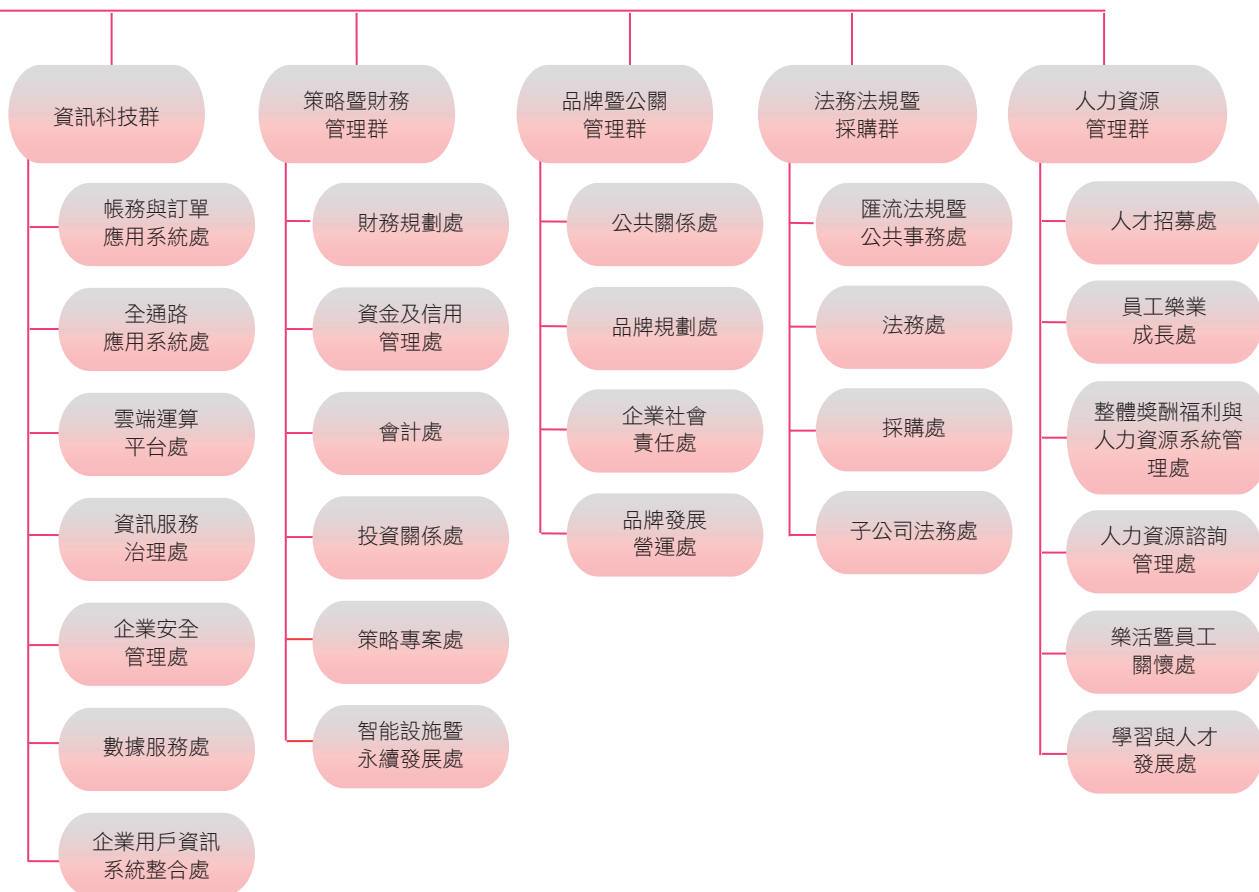 資訊科技群
帳務與訂單
應用系統處
全通路
應用系統處
雲端運算
平台處
資訊服務
治理處
企業安全
管理處
數據服務處
企業用戶資訊
系統整合處
策略暨財務
管理群
財務規劃處
資金及信用
管理處
會計處
投資關係處
策略專案處
智能設施暨
永續發展處
品牌暨公關
管理群
公共關係處
品牌規劃處
企業社會
責任處
品牌發展
營運處
法務法規暨
採購群
匯流法規暨
公共事務處
法務處
採購處
子公司法務處
人力資源
管理群
人才招募處
員工樂業
成長處
整體獎酬福利與
人力資源系統管
理處
人力資源諮詢
管理處
樂活暨員工
關懷處
學習與人才
發展處